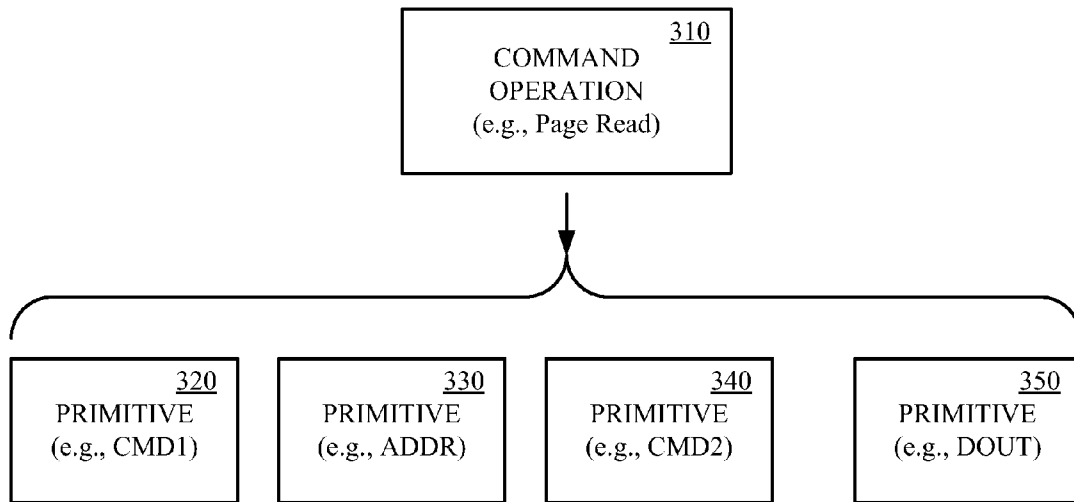 310
COMMAND
OPERATION
(e.g., Page Read)
320
PRIMITIVE
(e.g., CMD1)
330
PRIMITIVE
(e.g., ADDR)
340
PRIMITIVE
(e.g., CMD2)
350
PRIMITIVE
(e.g., DOUT)